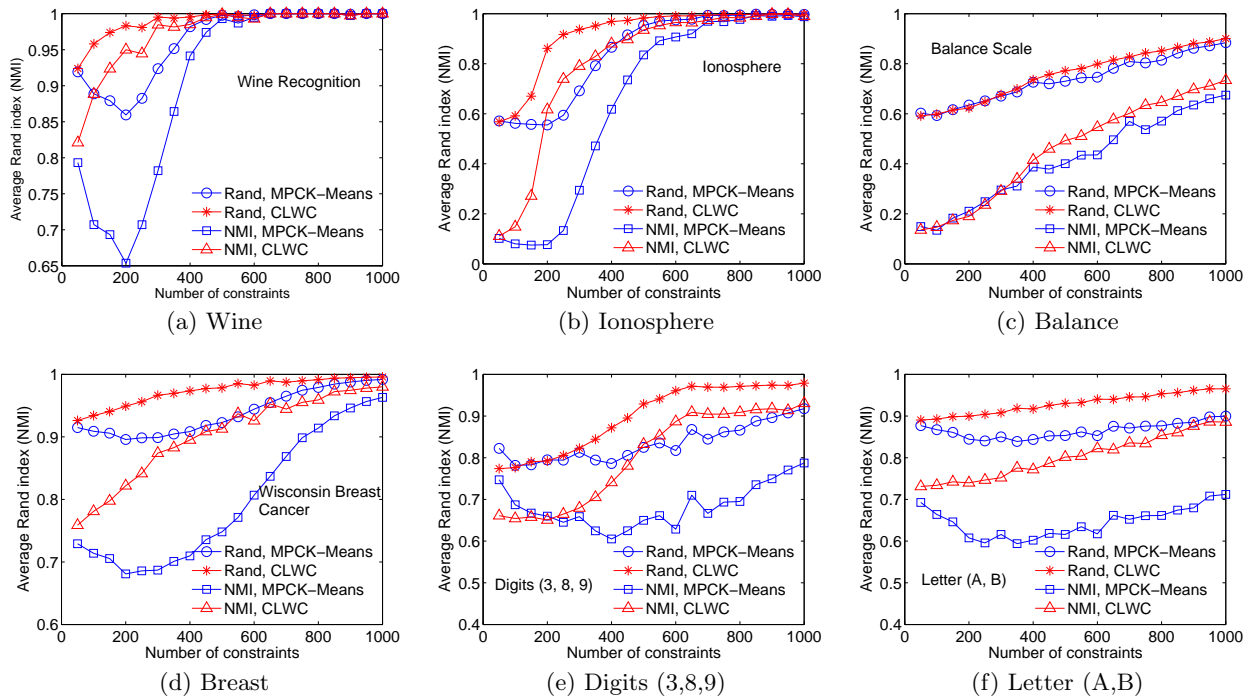 1
0.95
0.9
0.85
0.8
0.75
0.7
0.65
0 200 400 600 800 1000
Number of constraints
Average Rand index (NMI)
Wine Recognition
Rand, MPCK−Means
Rand, CLWC
NMI, MPCK−Means
NMI, CLWC
(a) Wine
1
0.8
0.6
0.4
0.2
0
0 200 400 600 800 1000
Number of constraints
Average Rand index (NMI)
Ionosphere
Rand, MPCK−Means
Rand, CLWC
NMI, MPCK−Means
NMI, CLWC
(b) Ionosphere
1
0.8
0.6
0.4
0.2
0
0 200 400 600 800 1000
Number of constraints
Average Rand index (NMI)
Balance Scale
Rand, MPCK−Means
Rand, CLWC
NMI, MPCK−Means
NMI, CLWC
(c) Balance
1
0.9
0.8
0.7
0.6
0 200 400 600 800 1000
Number of constraints
Average Rand index (NMI)
Wisconsin Breast
Cancer
Rand, MPCK−Means
Rand, CLWC
NMI, MPCK−Means
NMI, CLWC
(d) Breast
1
0.9
0.8
0.7
0.6
0.5
0.4
0 200 400 600 800 1000
Number of constraints
Average Rand index (NMI)
Digits (3, 8, 9)
Rand, MPCK−Means
Rand, CLWC
NMI, MPCK−Means
NMI, CLWC
(e) Digits (3,8,9)
1
0.9
0.8
0.7
0.6
0.5
0.4
0 200 400 600 800 1000
Number of constraints
Average Rand index (NMI)
Letter (A, B)
Rand, MPCK−Means
Rand, CLWC
NMI, MPCK−Means
NMI, CLWC
(f) Letter (A,B)